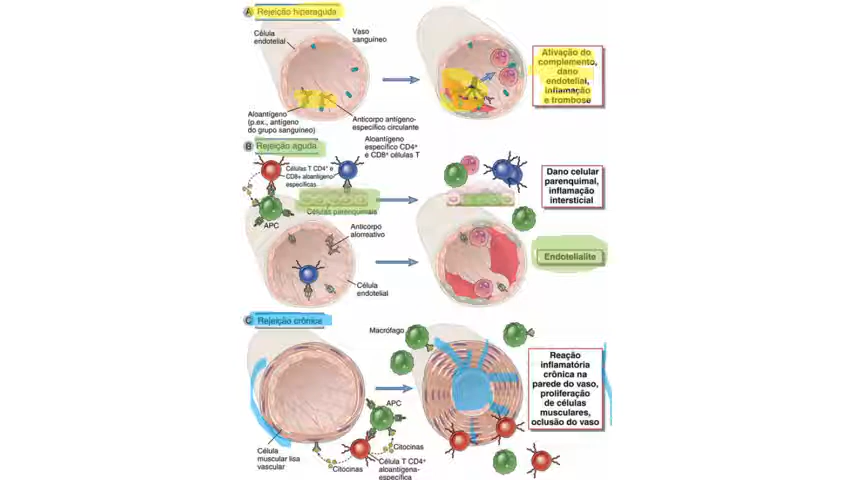 A Rejeição hiperaguda
Célula
endotelial
Vaso
sanguíneo
Ativação do
complemento,
dano
endotelial,
inflamação
e trombose
Aloantígeno
(p.ex., antígeno
do grupo sanguíneo)
Anticorpo antígeno-
específico circulante
B Rejeição aguda
Aloantígeno
específico CD4+
e CD8+ células T
Células T CD4+ e
CD8+ aloantígeno-
específicas
Células parenquimais
APC
Dano celular
parenquimal,
inflamação
intersticial
Anticorpo
alorreativo
Célula
endotelial
Endotelialite
C Rejeição crônica
Macrófago
APC
Citocinas
Célula
muscular lisa
vascular
Citocinas
Célula T CD4+
aloantígena-
específica
Reação
inflamatória
crônica na
parede do vaso,
proliferação
de células
musculares,
oclusão do vaso